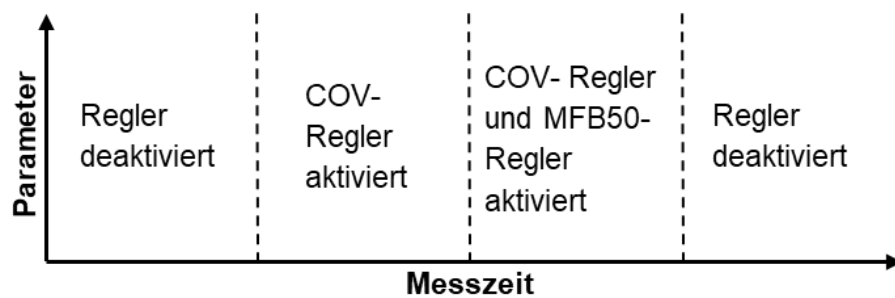 Parameter
Regler
deaktiviert
COV-
Regler
aktiviert
COV- Regler
und MFB50-
Regler
aktiviert
Regler
deaktiviert
Messzeit